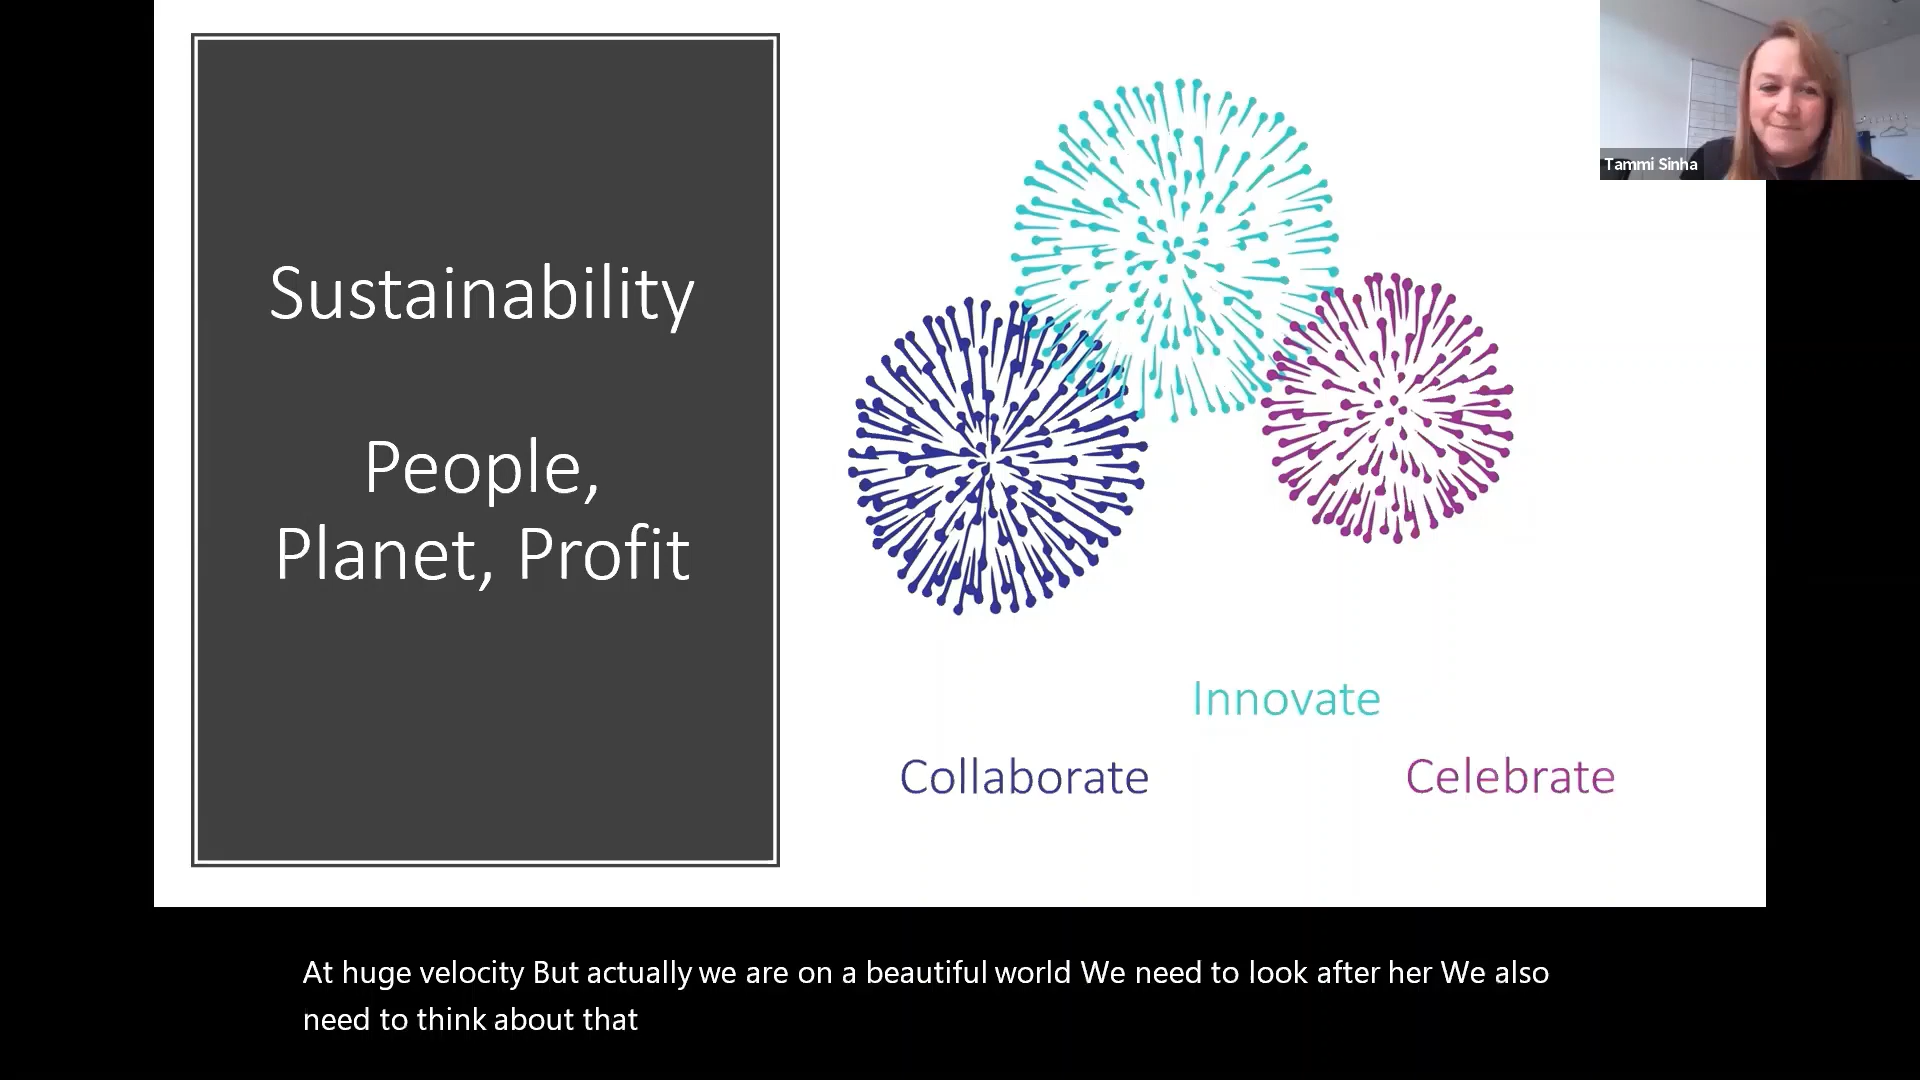 Sustainability
People,
Planet, Profit
Innovate
Collaborate
Celebrate
Tammi Sinha
At huge velocity But actually we are on a beautiful world We need to look after her We also
need to think about that